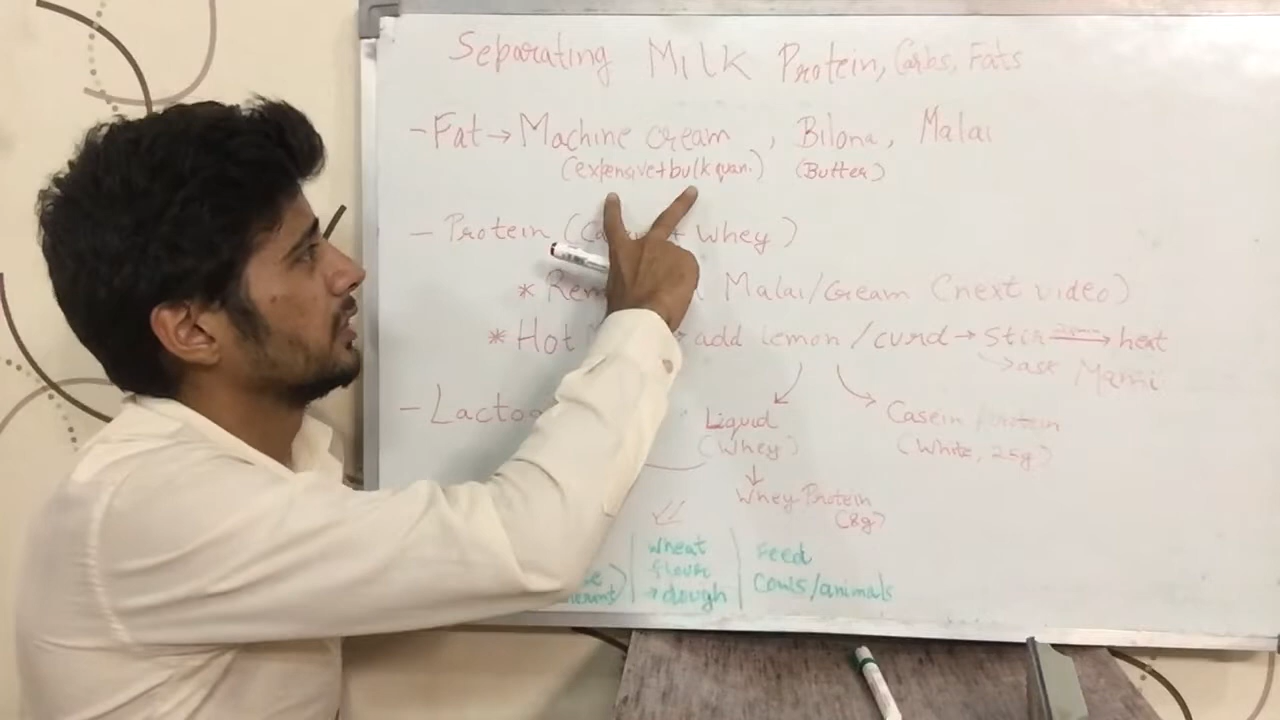 Separating Milk Protein, Carbs, Fats
- Fat → Machine cream , Bilona, Malai
(expensive+bulk quan.) (Butter)
- Protein ( + Whey)
* Malai/Cream (next video)
* Hot add lemon / curd → Stir → heat
→ ask Mami
- Lacto
Liquid
(Whey)
Casein Protein
(White, 25g)
↓
Whey Protein
(8g)
wheat
flour
→ dough
Feed
Cows/animals